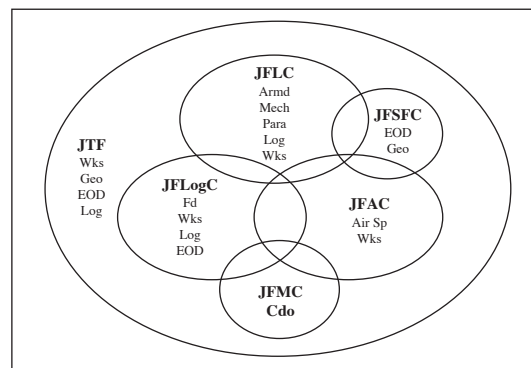 JFLC
Armd
Mech
Para
Log
Wks
JFSFC
EOD
Geo
JTF
Wks
Geo
EOD
Log
JFLogC
Fd
Wks
Log
EOD
JFAC
Air Sp
Wks
JFMC
Cdo